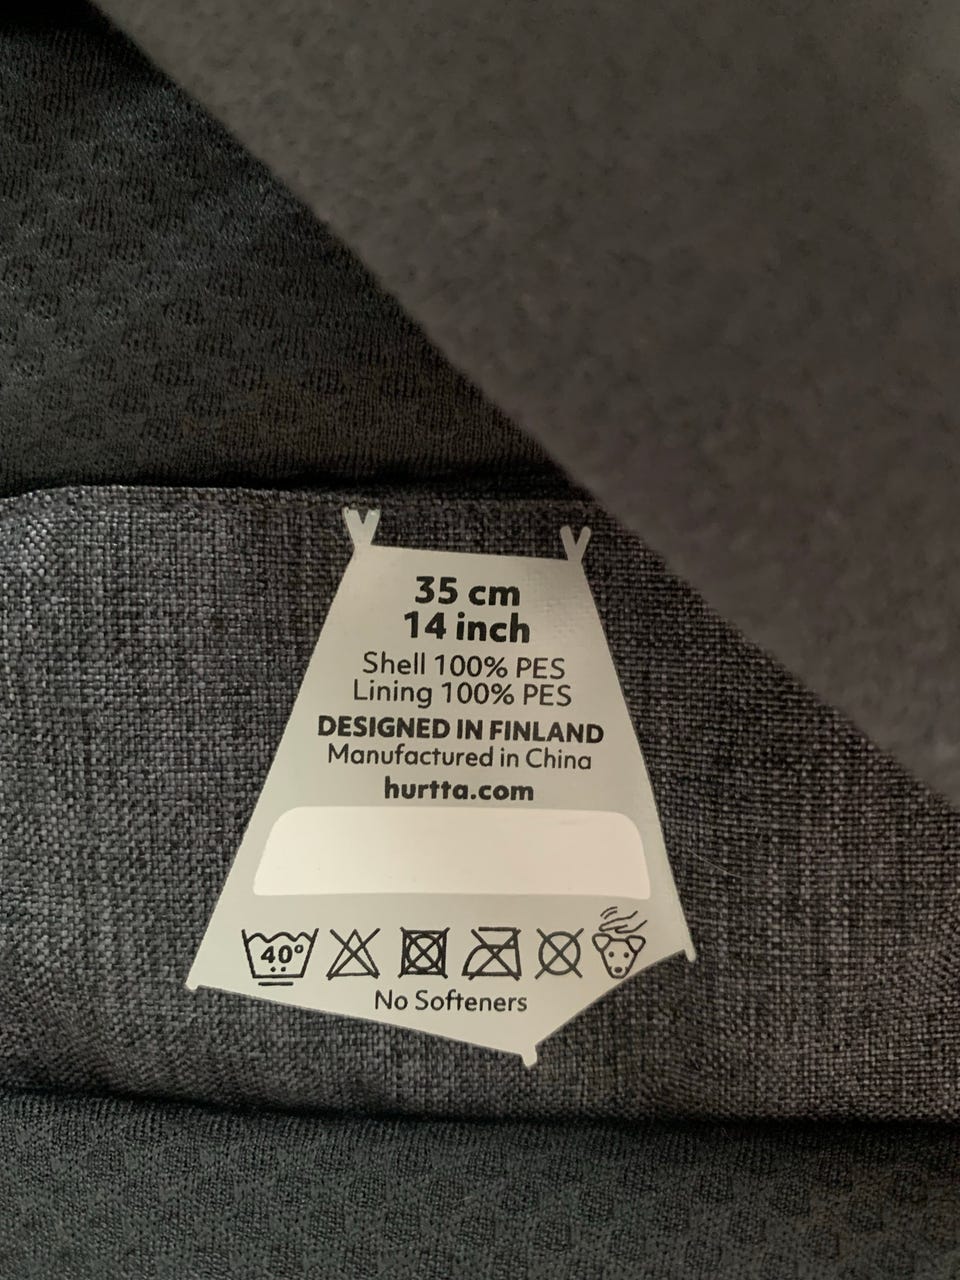 35 cm
14 inch
Shell 100% PES
Lining 100% PES
DESIGNED IN FINLAND
Manufactured in China
hurtta.com
40°
No Softeners